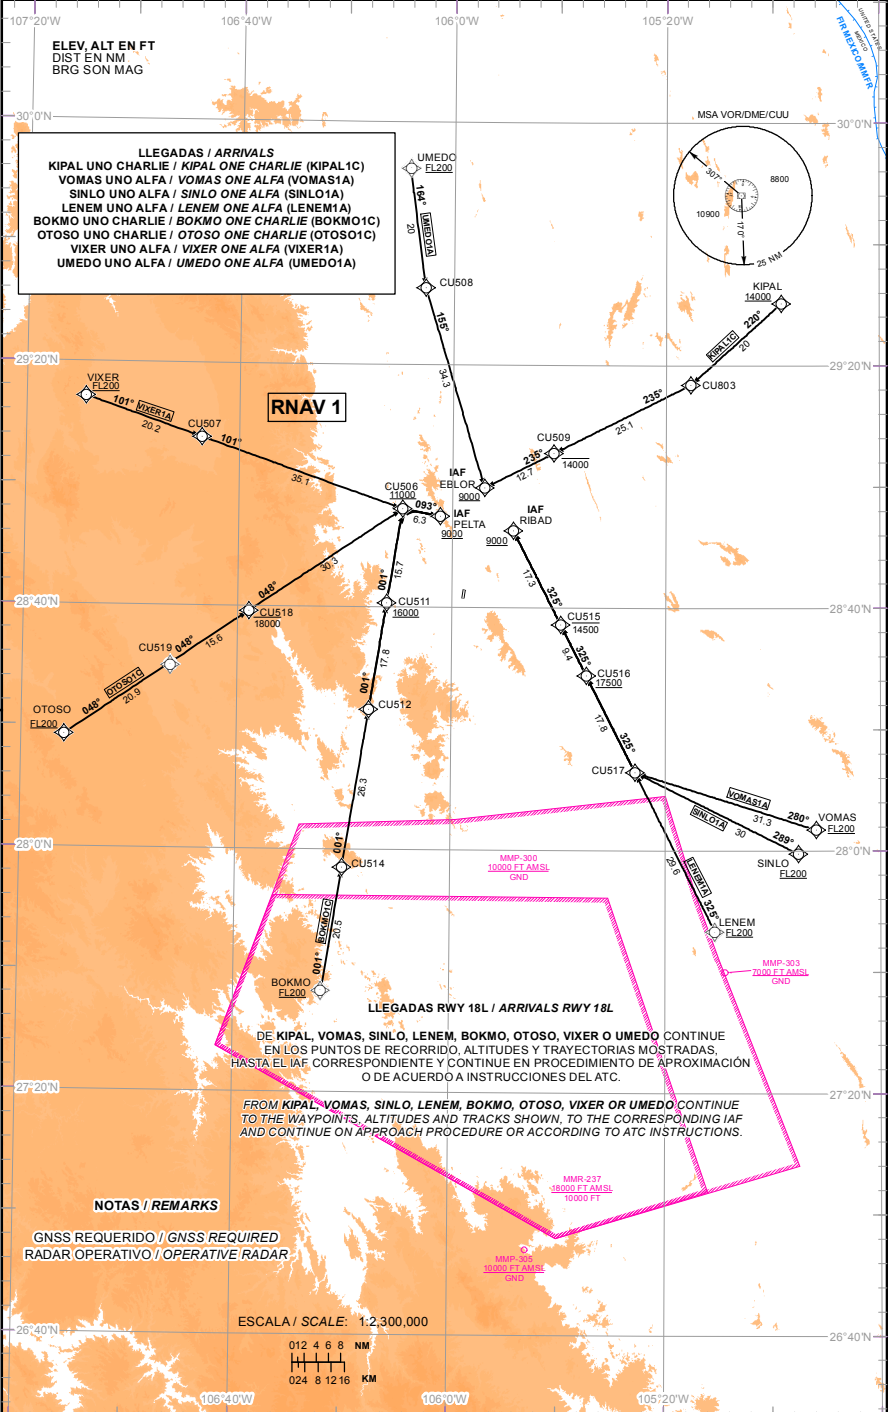 107°20'W
106°40'W
106°0'W
105°20'W
UNITED STATES
MEXICO
FIR MEXICO MMFR
ELEV, ALT EN FT
DIST EN NM
BRG SON MAG
30°0'N
30°0'N
LLEGADAS / ARRIVALS
KIPAL UNO CHARLIE / KIPAL ONE CHARLIE (KIPAL1C)
VOMAS UNO ALFA / VOMAS ONE ALFA (VOMAS1A)
SINLO UNO ALFA / SINLO ONE ALFA (SINLO1A)
LENEM UNO ALFA / LENEM ONE ALFA (LENEM1A)
BOKMO UNO CHARLIE / BOKMO ONE CHARLIE (BOKMO1C)
OTOSO UNO CHARLIE / OTOSO ONE CHARLIE (OTOSO1C)
VIXER UNO ALFA / VIXER ONE ALFA (VIXER1A)
UMEDO UNO ALFA / UMEDO ONE ALFA (UMEDO1A)
MSA VOR/DME/CUU
307°
8800
10900
170°
25 NM
UMEDO
FL200
164°
UMEDO1A
20
CU508
155°
34.3
KIPAL
14000
220°
KIPAL1C
20
CU803
235°
25.1
CU509
14000
235°
12.7
29°20'N
29°20'N
VIXER
FL200
101°
VIXER1A
20.2
CU507
101°
35.1
RNAV 1
IAF
EBLOR
9000
CU506
11000
093°
6.3
IAF
PELTA
9000
IAF
RIBAD
9000
17.3
325°
CU515
14500
325°
9.4
CU516
17500
17.8
325°
CU517
30.3
048°
CU518
18000
CU519
048°
15.6
OTOSO
FL200
048°
OTOSO1C
20.9
15.7
001°
CU511
16000
17.8
001°
CU512
26.3
001°
CU514
28°40'N
28°40'N
VOMAS1A
31.3
280°
VOMAS
FL200
SINLO1A
30
289°
SINLO
FL200
29.6
LENEM1A
325°
LENEM
FL200
28°0'N
28°0'N
MMP-300
10000 FT AMSL
GND
BOKMO1C
20.5
001°
BOKMO
FL200
MMP-303
7000 FT AMSL
GND
LLEGADAS RWY 18L / ARRIVALS RWY 18L
DE KIPAL, VOMAS, SINLO, LENEM, BOKMO, OTOSO, VIXER O UMEDO CONTINUE
EN LOS PUNTOS DE RECORRIDO, ALTITUDES Y TRAYECTORIAS MOSTRADAS,
HASTA EL IAF CORRESPONDIENTE Y CONTINUE EN PROCEDIMIENTO DE APROXIMACIÓN
O DE ACUERDO A INSTRUCCIONES DEL ATC.
27°20'N
27°20'N
FROM KIPAL, VOMAS, SINLO, LENEM, BOKMO, OTOSO, VIXER OR UMEDO CONTINUE
TO THE WAYPOINTS, ALTITUDES AND TRACKS SHOWN, TO THE CORRESPONDING IAF
AND CONTINUE ON APPROACH PROCEDURE OR ACCORDING TO ATC INSTRUCTIONS.
MMR-237
18000 FT AMSL
10000 FT
NOTAS / REMARKS
GNSS REQUERIDO / GNSS REQUIRED
RADAR OPERATIVO / OPERATIVE RADAR
MMP-305
10000 FT AMSL
GND
ESCALA / SCALE: 1:2,300,000
26°40'N
26°40'N
012 4 6 8 NM
024 8 12 16 KM
106°40'W
106°0'W
105°20'W